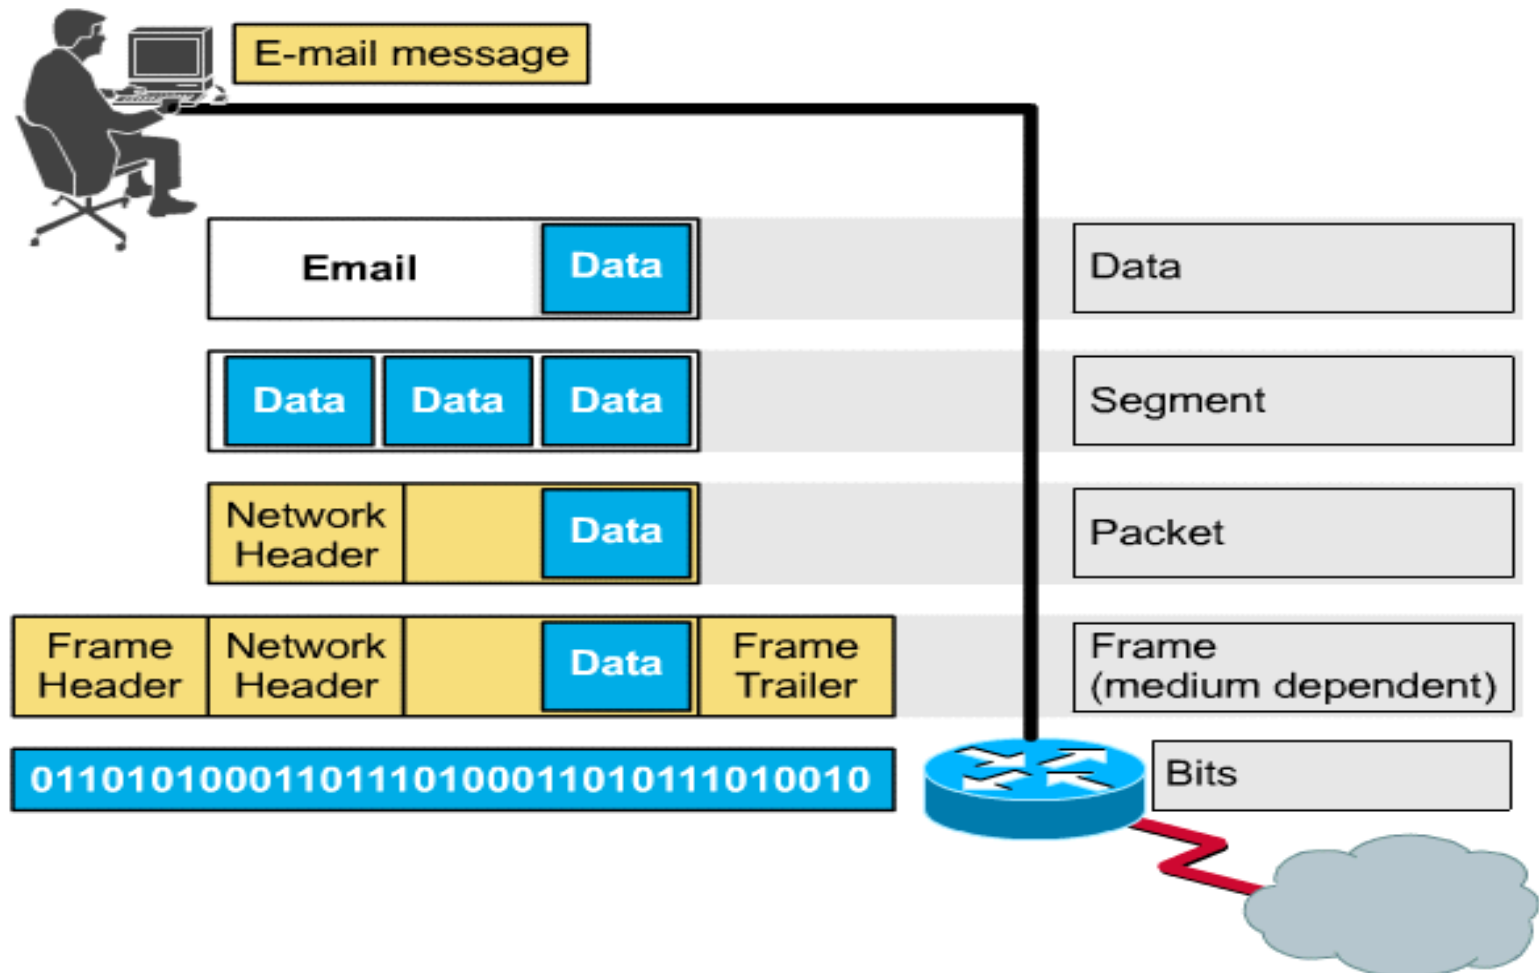 E-mail message
Email Data Data
Data Data Data Segment
Network
Header Data Packet
Frame
Header Network
Header Data Frame
Trailer Frame
(medium dependent)
01101010001101110100011010111010010 Bits